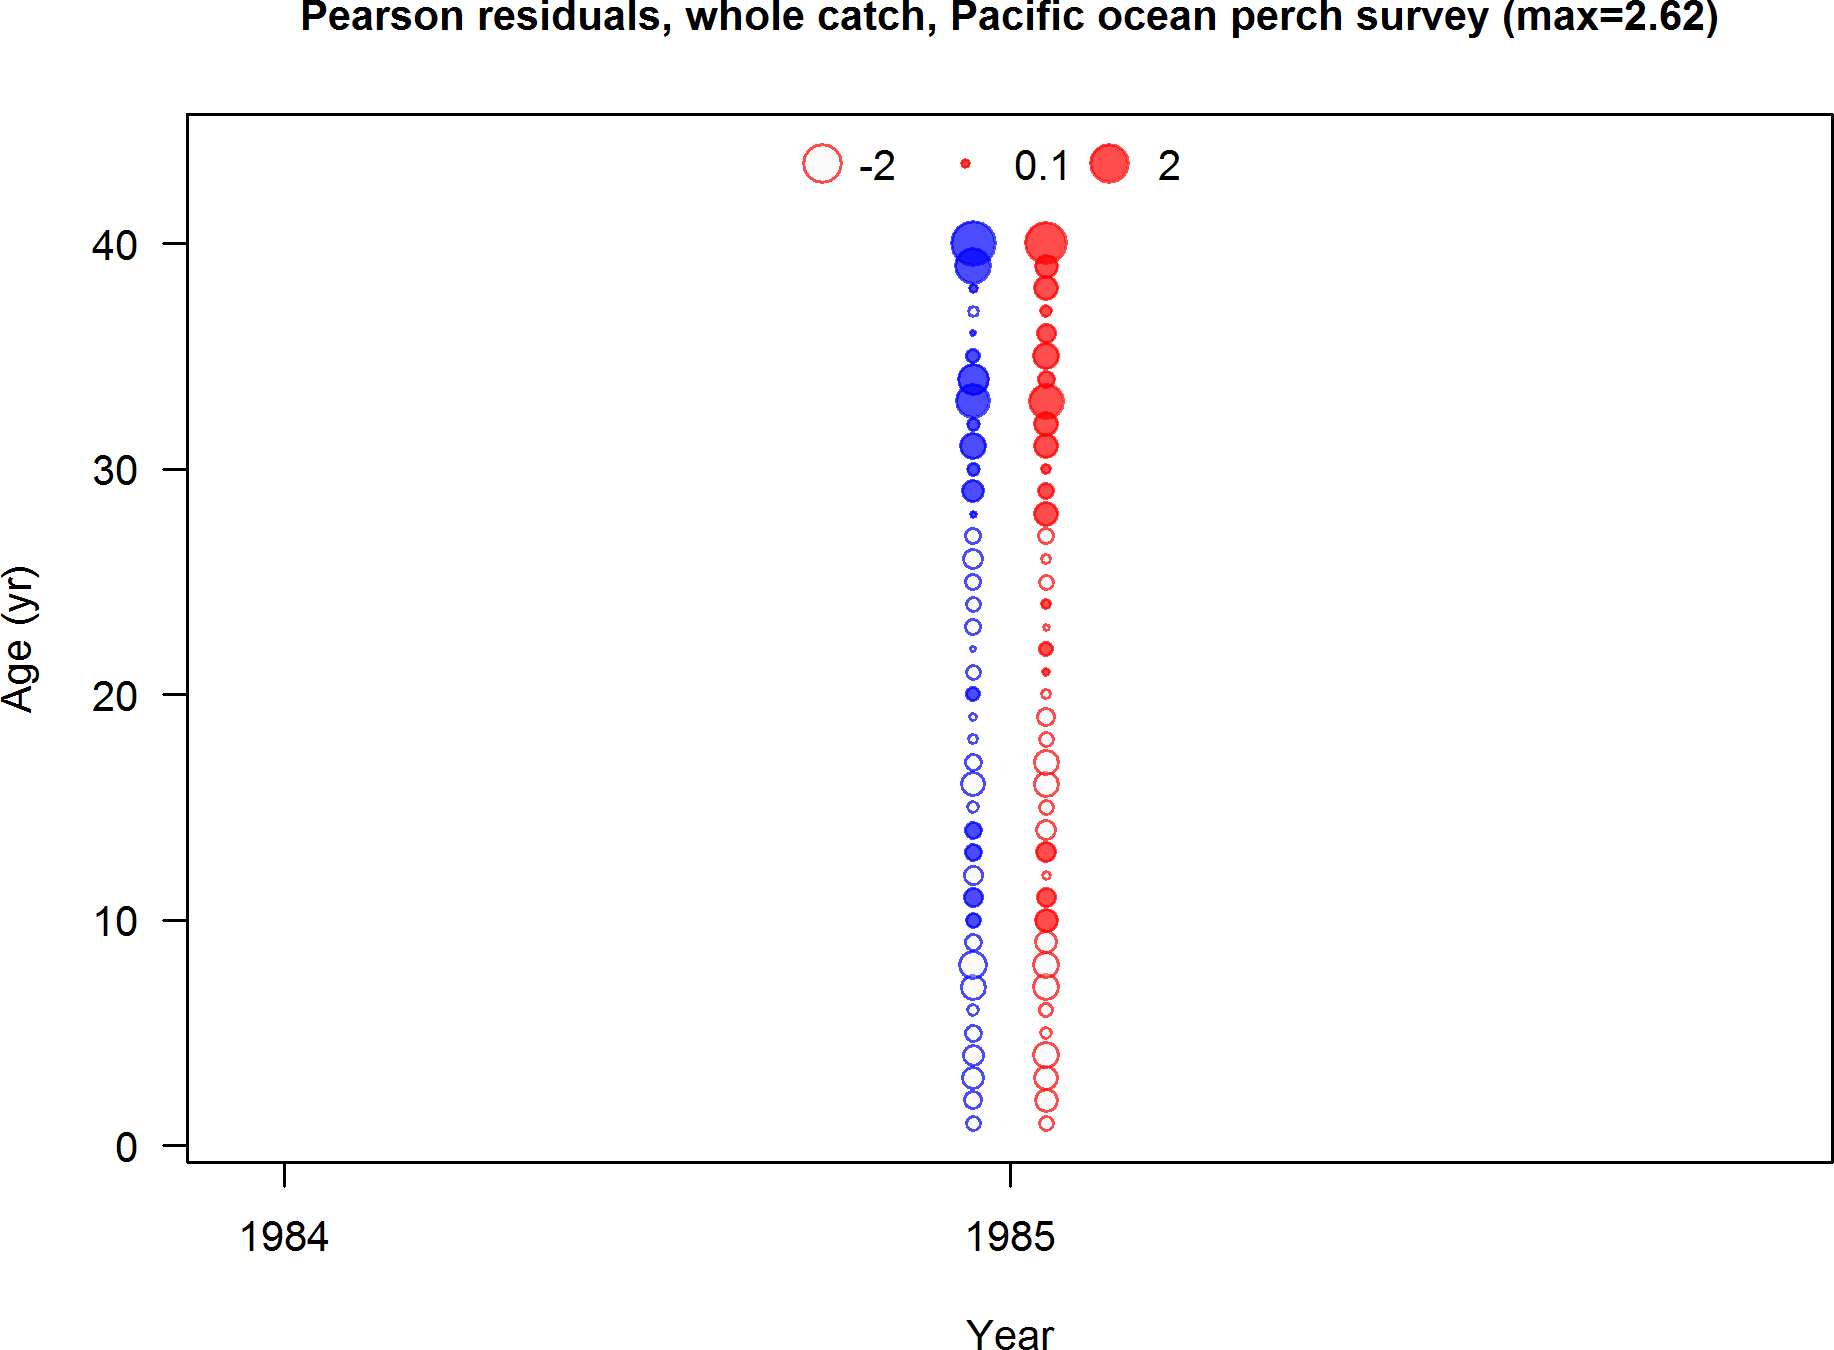 Pearson residuals, whole catch, Pacific ocean perch survey (max=2.62)
-2 0.1 2
40
30
20
10
0
Age (yr)
1984 1985
Year